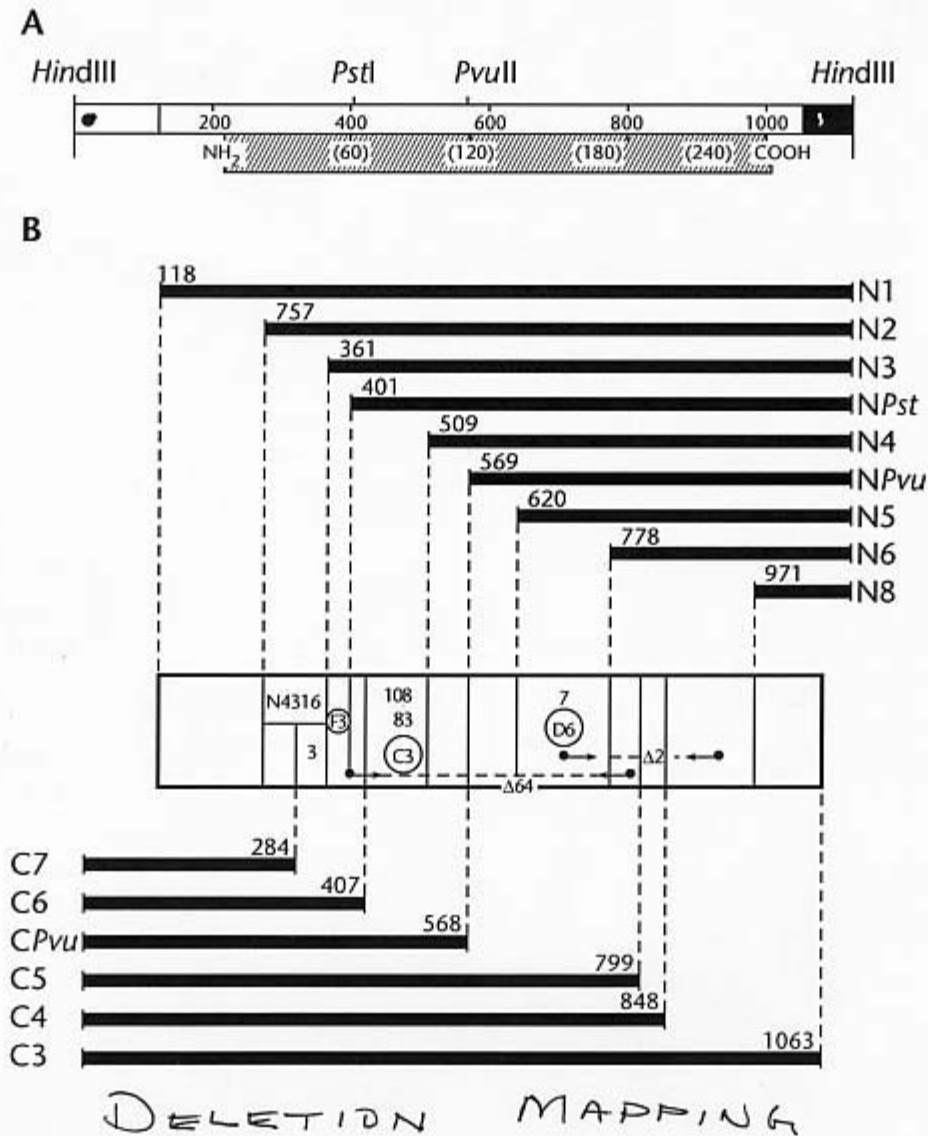 A
HindIII PstI PvuII HindIII
200 400 600 800 1000
NH2 (60) (120) (180) (240) COOH
B
118 N1
757 N2
361 N3
401 NPst
509 N4
569 NPvu
620 N5
778 N6
971 N8
N4316 108 7
F3 83 D6
3 C3 Δ2
Δ64
C7 284
C6 407
CPvu 568
C5 799
C4 848
C3 1063
DELETION MAPPING